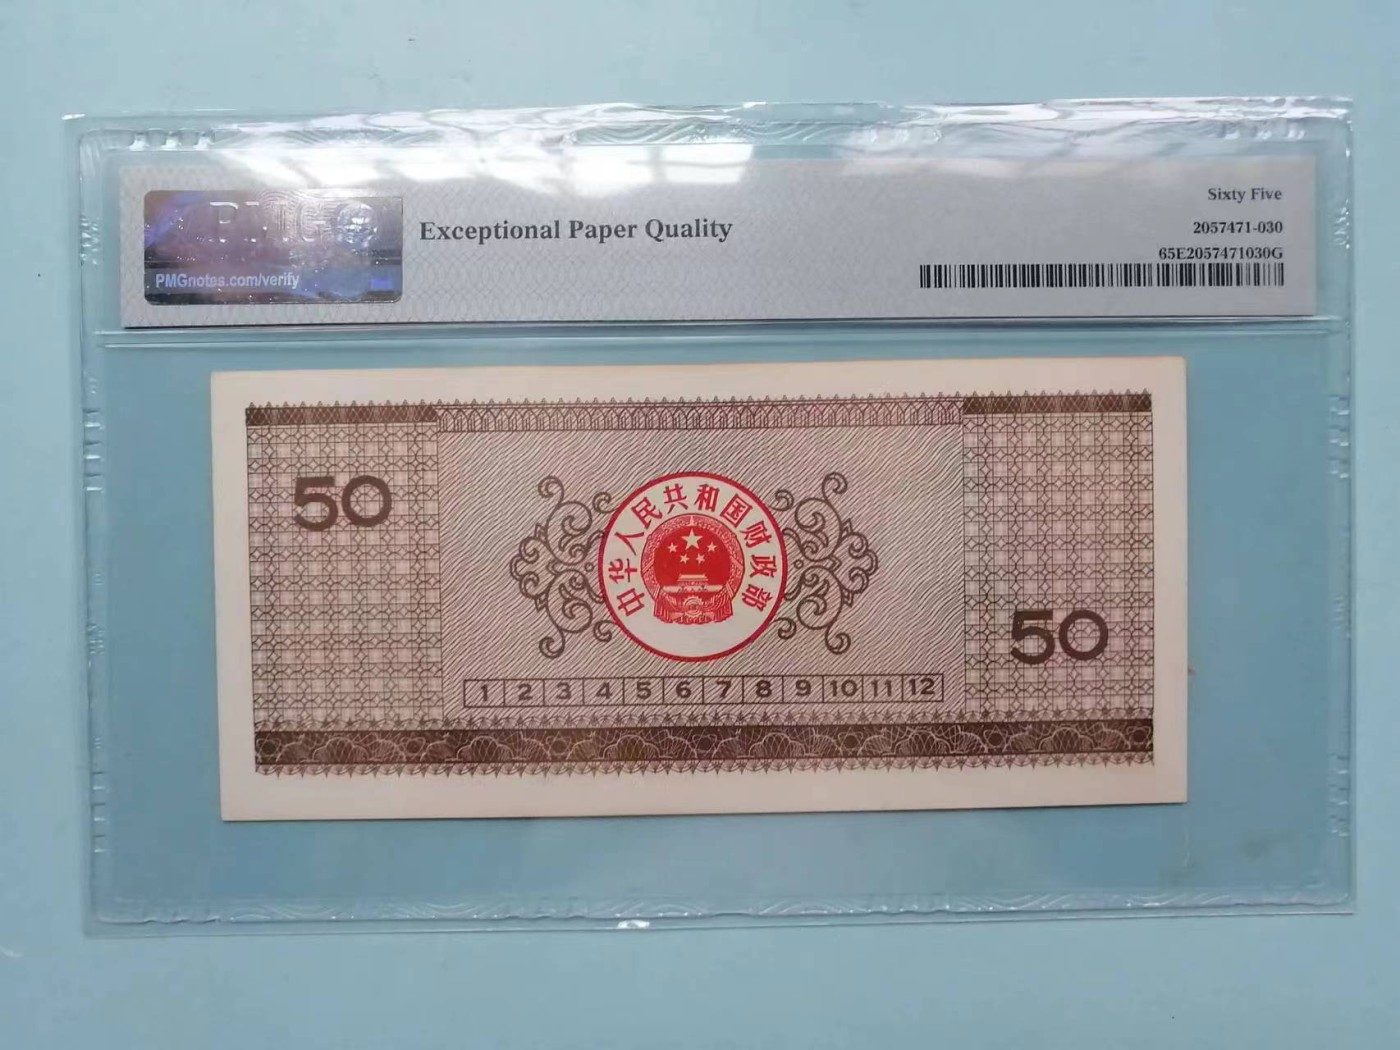 PMG
PMGnotes.com/verify
Exceptional Paper Quality
Sixty Five
2057471-030
65E2057471030G
50
中华人民共和国财政部
50
1 2 3 4 5 6 7 8 9 10 11 12